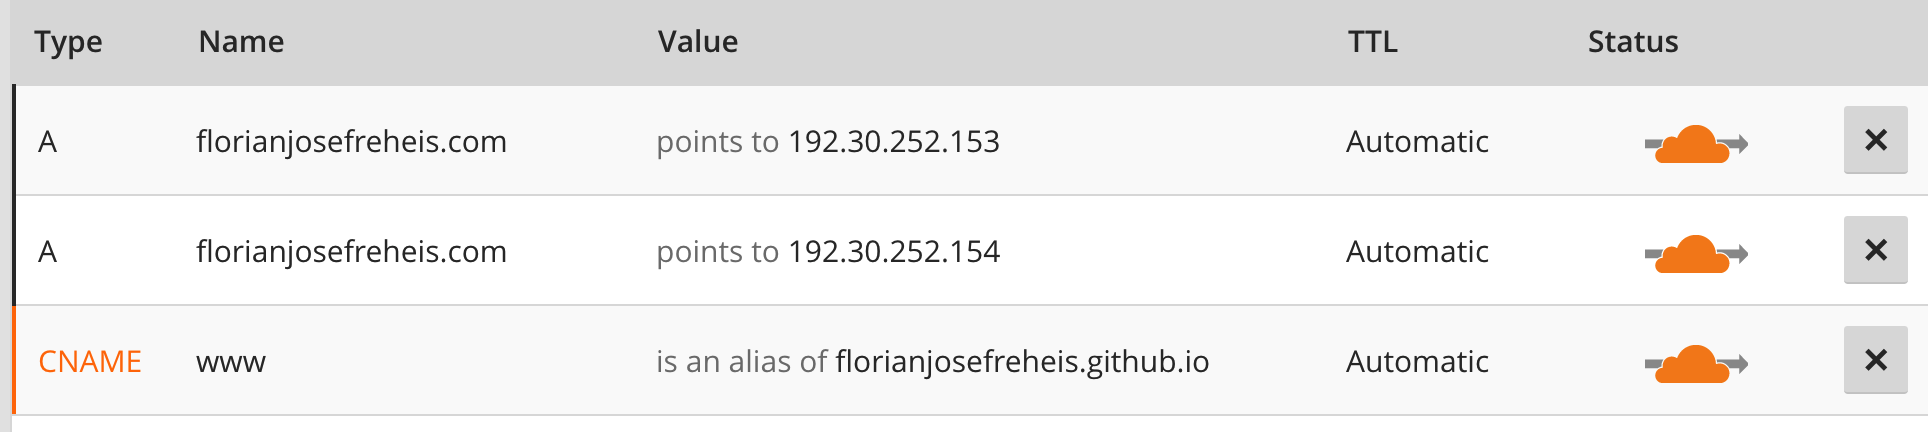 Type Name Value TTL Status
A florianjosefreheis.com points to 192.30.252.153 Automatic
A florianjosefreheis.com points to 192.30.252.154 Automatic
CNAME www is an alias of florianjosefreheis.github.io Automatic